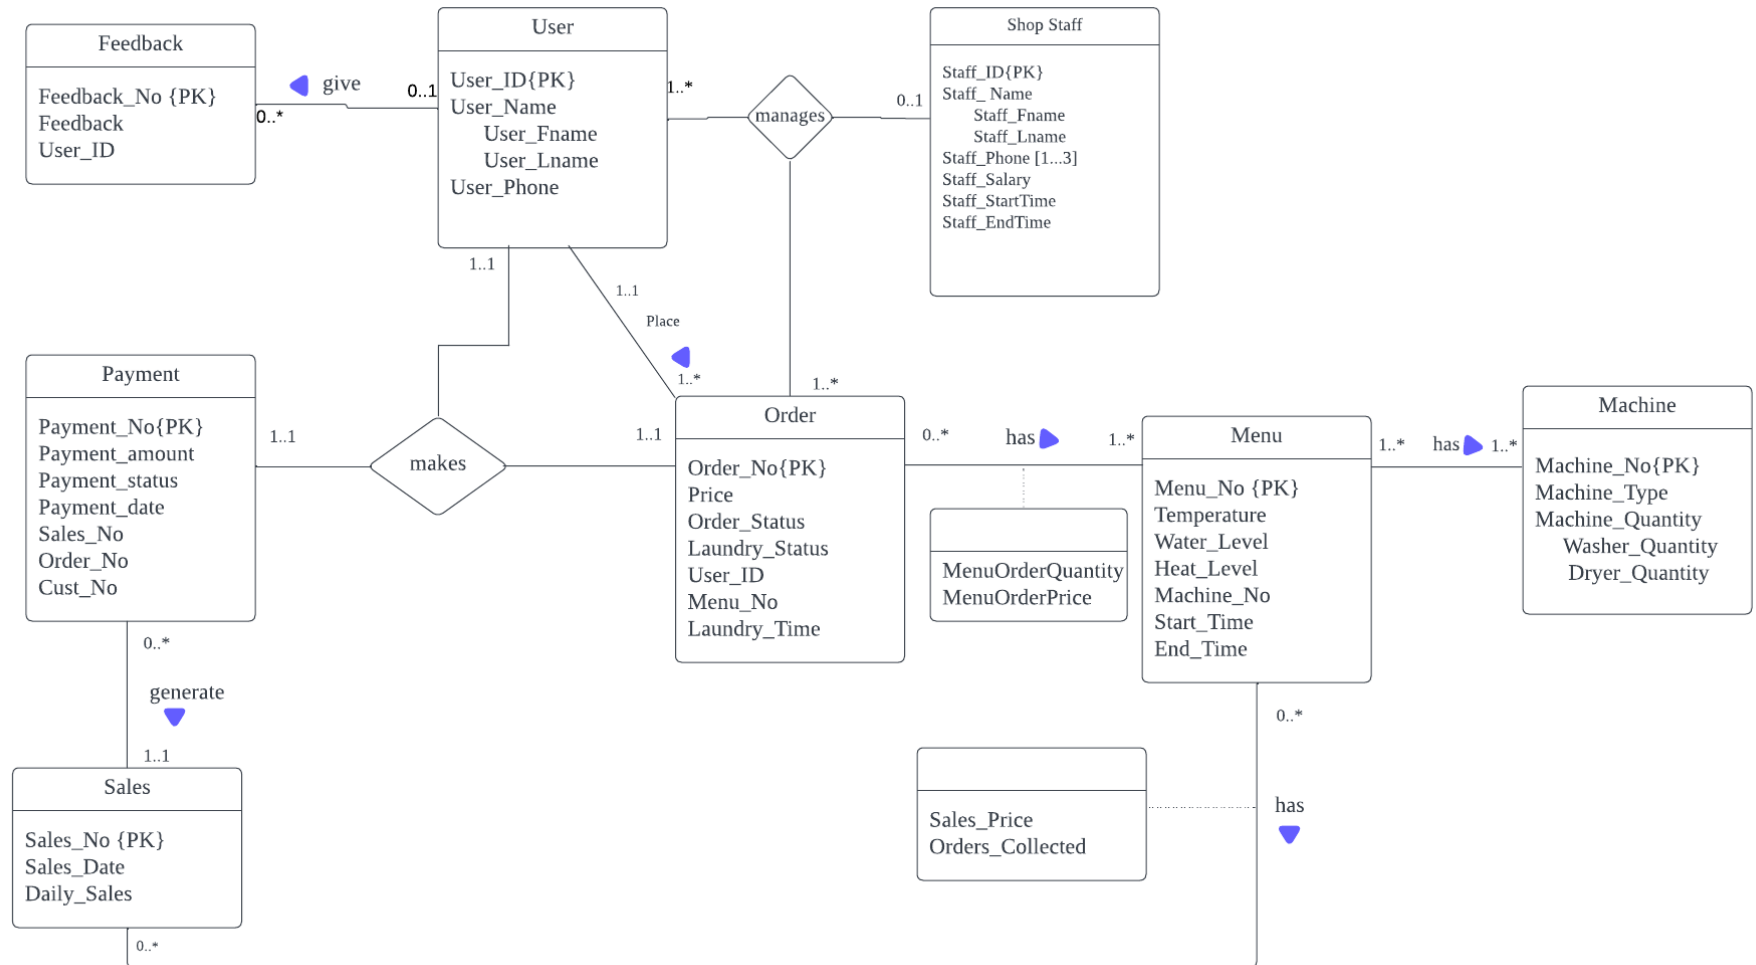 Feedback
Feedback_No {PK}
Feedback
User_ID
give
0..1
0..*
User
User_ID{PK}
User_Name
User_Fname
User_Lname
User_Phone
1..*
manages
0..1
Shop Staff
Staff_ID{PK}
Staff_ Name
Staff_Fname
Staff_Lname
Staff_Phone [1...3]
Staff_Salary
Staff_StartTime
Staff_EndTime
1..1
1..1
Place
1..*
1..*
Payment
Payment_No{PK}
Payment_amount
Payment_status
Payment_date
Sales_No
Order_No
Cust_No
1..1
makes
1..1
Order
Order_No{PK}
Price
Order_Status
Laundry_Status
User_ID
Menu_No
Laundry_Time
0..*
has
1..*
MenuOrderQuantity
MenuOrderPrice
Menu
Menu_No {PK}
Temperature
Water_Level
Heat_Level
Machine_No
Start_Time
End_Time
1..*
has
1..*
Machine
Machine_No{PK}
Machine_Type
Machine_Quantity
Washer_Quantity
Dryer_Quantity
0..*
generate
1..1
Sales
Sales_No {PK}
Sales_Date
Daily_Sales
0..*
0..*
has
Sales_Price
Orders_Collected